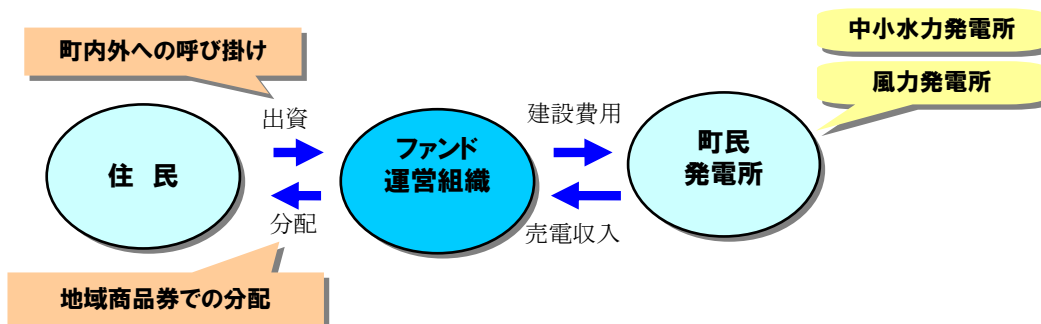 町内外への呼び掛け
中小水力発電所
風力発電所
出資
建設費用
住 民
ファンド
運営組織
町民
発電所
分配
売電収入
地域商品券での分配